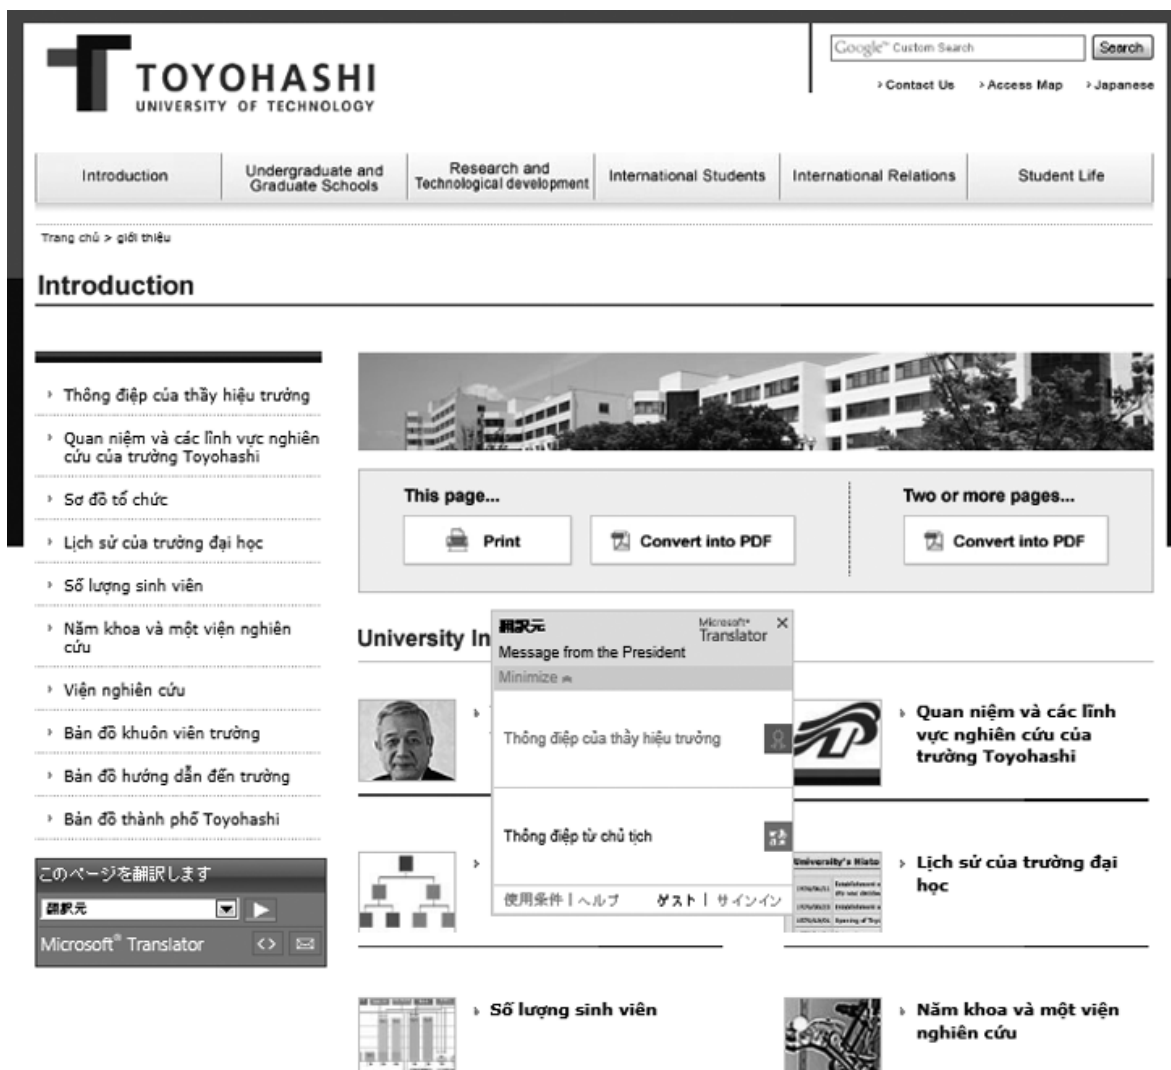 TOYOHASHI
UNIVERSITY OF TECHNOLOGY
Google™ Custom Search
Search
Contact Us
Access Map
Japanese
Introduction
Undergraduate and
Graduate Schools
Research and
Technological development
International Students
International Relations
Student Life
Trang chủ > giới thiệu
Introduction
Thông điệp của thầy hiệu trưởng
Quan niệm và các lĩnh vực nghiên
cứu của trường Toyohashi
Sơ đồ tổ chức
Lịch sử của trường đại học
Số lượng sinh viên
Năm khoa và một viện nghiên
cứu
Viện nghiên cứu
Bản đồ khuôn viên trường
Bản đồ hướng dẫn đến trường
Bản đồ thành phố Toyohashi
このページを翻訳します
翻訳元
Microsoft® Translator
This page...
Print
Convert into PDF
Two or more pages...
Convert into PDF
University In
翻訳元
Microsoft®
Translator
Message from the President
Minimize
Thông điệp của thầy hiệu trưởng
Thông điệp từ chủ tịch
使用条件 | ヘルプ
ゲスト | サインイン
Quan niệm và các lĩnh
vực nghiên cứu của
trường Toyohashi
University's Histo
Lịch sử của trường đại
học
Số lượng sinh viên
Năm khoa và một viện
nghiên cứu